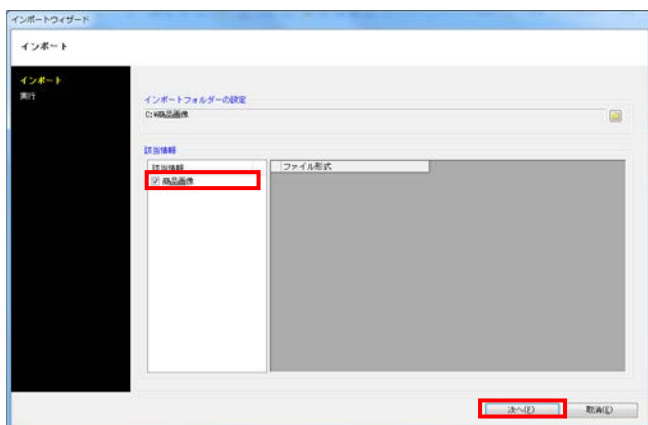 インポートウィザード
インポート
インポート
実行
インポートフォルダーの設定
C:¥商品画像
該当情報
該当情報
ファイル形式
商品画像
次へ(F)
取消(E)